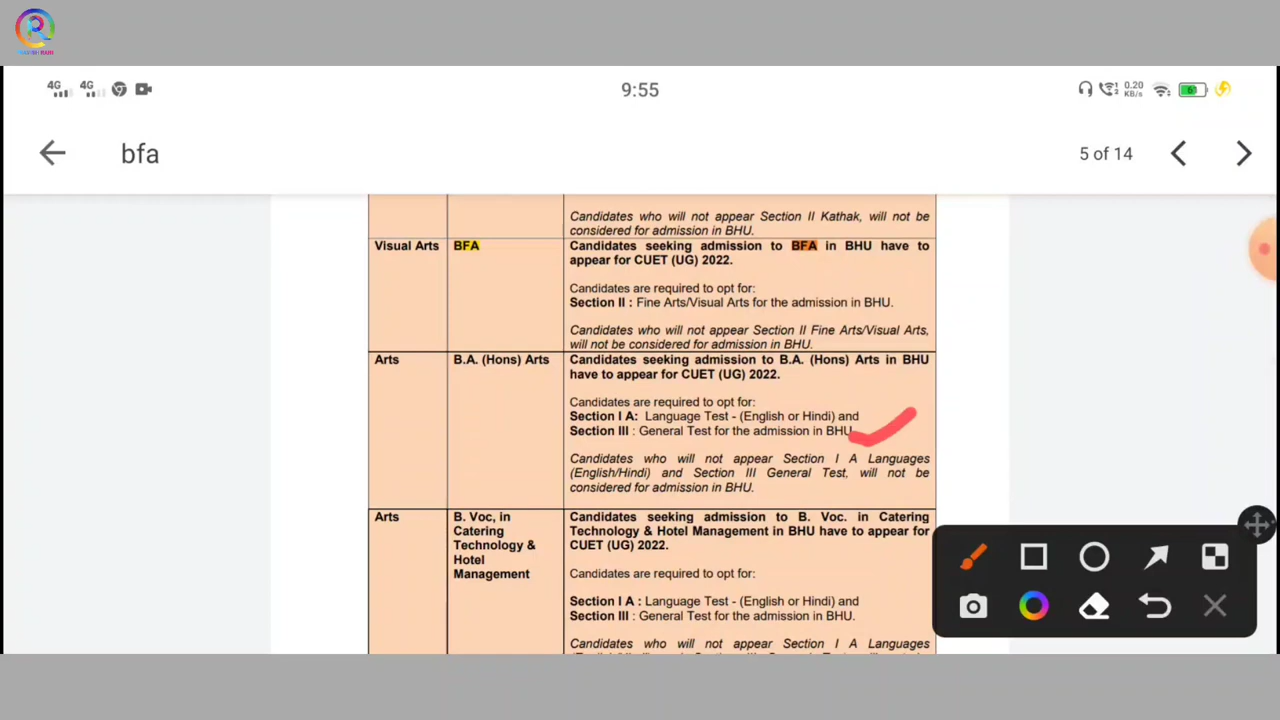 4G 4G 9:55 0.20 KB/s 6
bfa 5 of 14
Candidates who will not appear Section II Kathak, will not be
considered for admission in BHU.
Visual Arts BFA Candidates seeking admission to BFA in BHU have to
appear for CUET (UG) 2022.
Candidates are required to opt for:
Section II : Fine Arts/Visual Arts for the admission in BHU.
Candidates who will not appear Section II Fine Arts/Visual Arts,
will not be considered for admission in BHU.
Arts B.A. (Hons) Arts Candidates seeking admission to B.A. (Hons) Arts in BHU
have to appear for CUET (UG) 2022.
Candidates are required to opt for:
Section I A: Language Test - (English or Hindi) and
Section III : General Test for the admission in BHU.
Candidates who will not appear Section I A Languages
(English/Hindi) and Section III General Test, will not be
considered for admission in BHU.
Arts B. Voc, in Candidates seeking admission to B. Voc. in Catering
Catering Technology & Hotel Management in BHU have to appear for
Technology & CUET (UG) 2022.
Hotel
Management Candidates are required to opt for:
Section I A : Language Test - (English or Hindi) and
Section III : General Test for the admission in BHU.
Candidates who will not appear Section I A Languages